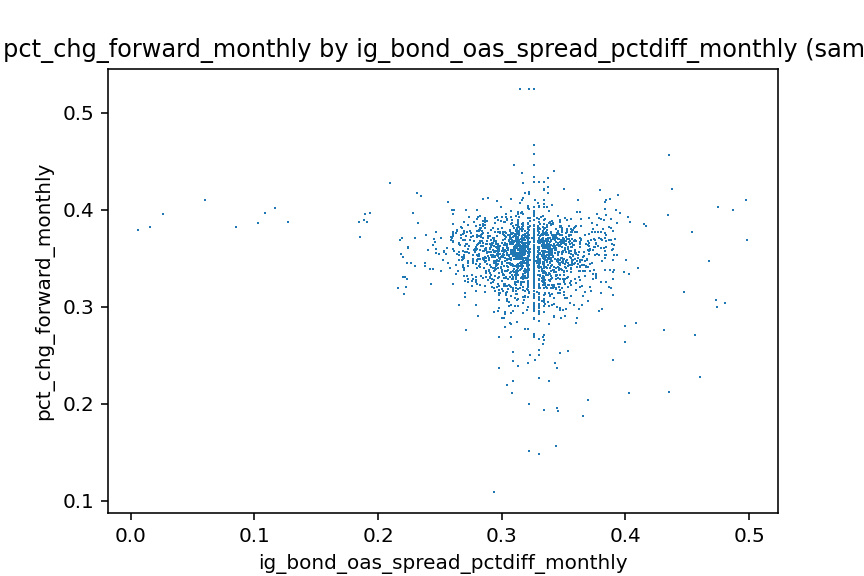 pct_chg_forward_monthly by ig_bond_oas_spread_pctdiff_monthly (sam
0.5
0.4
0.3
0.2
0.1
pct_chg_forward_monthly
0.0 0.1 0.2 0.3 0.4 0.5
ig_bond_oas_spread_pctdiff_monthly